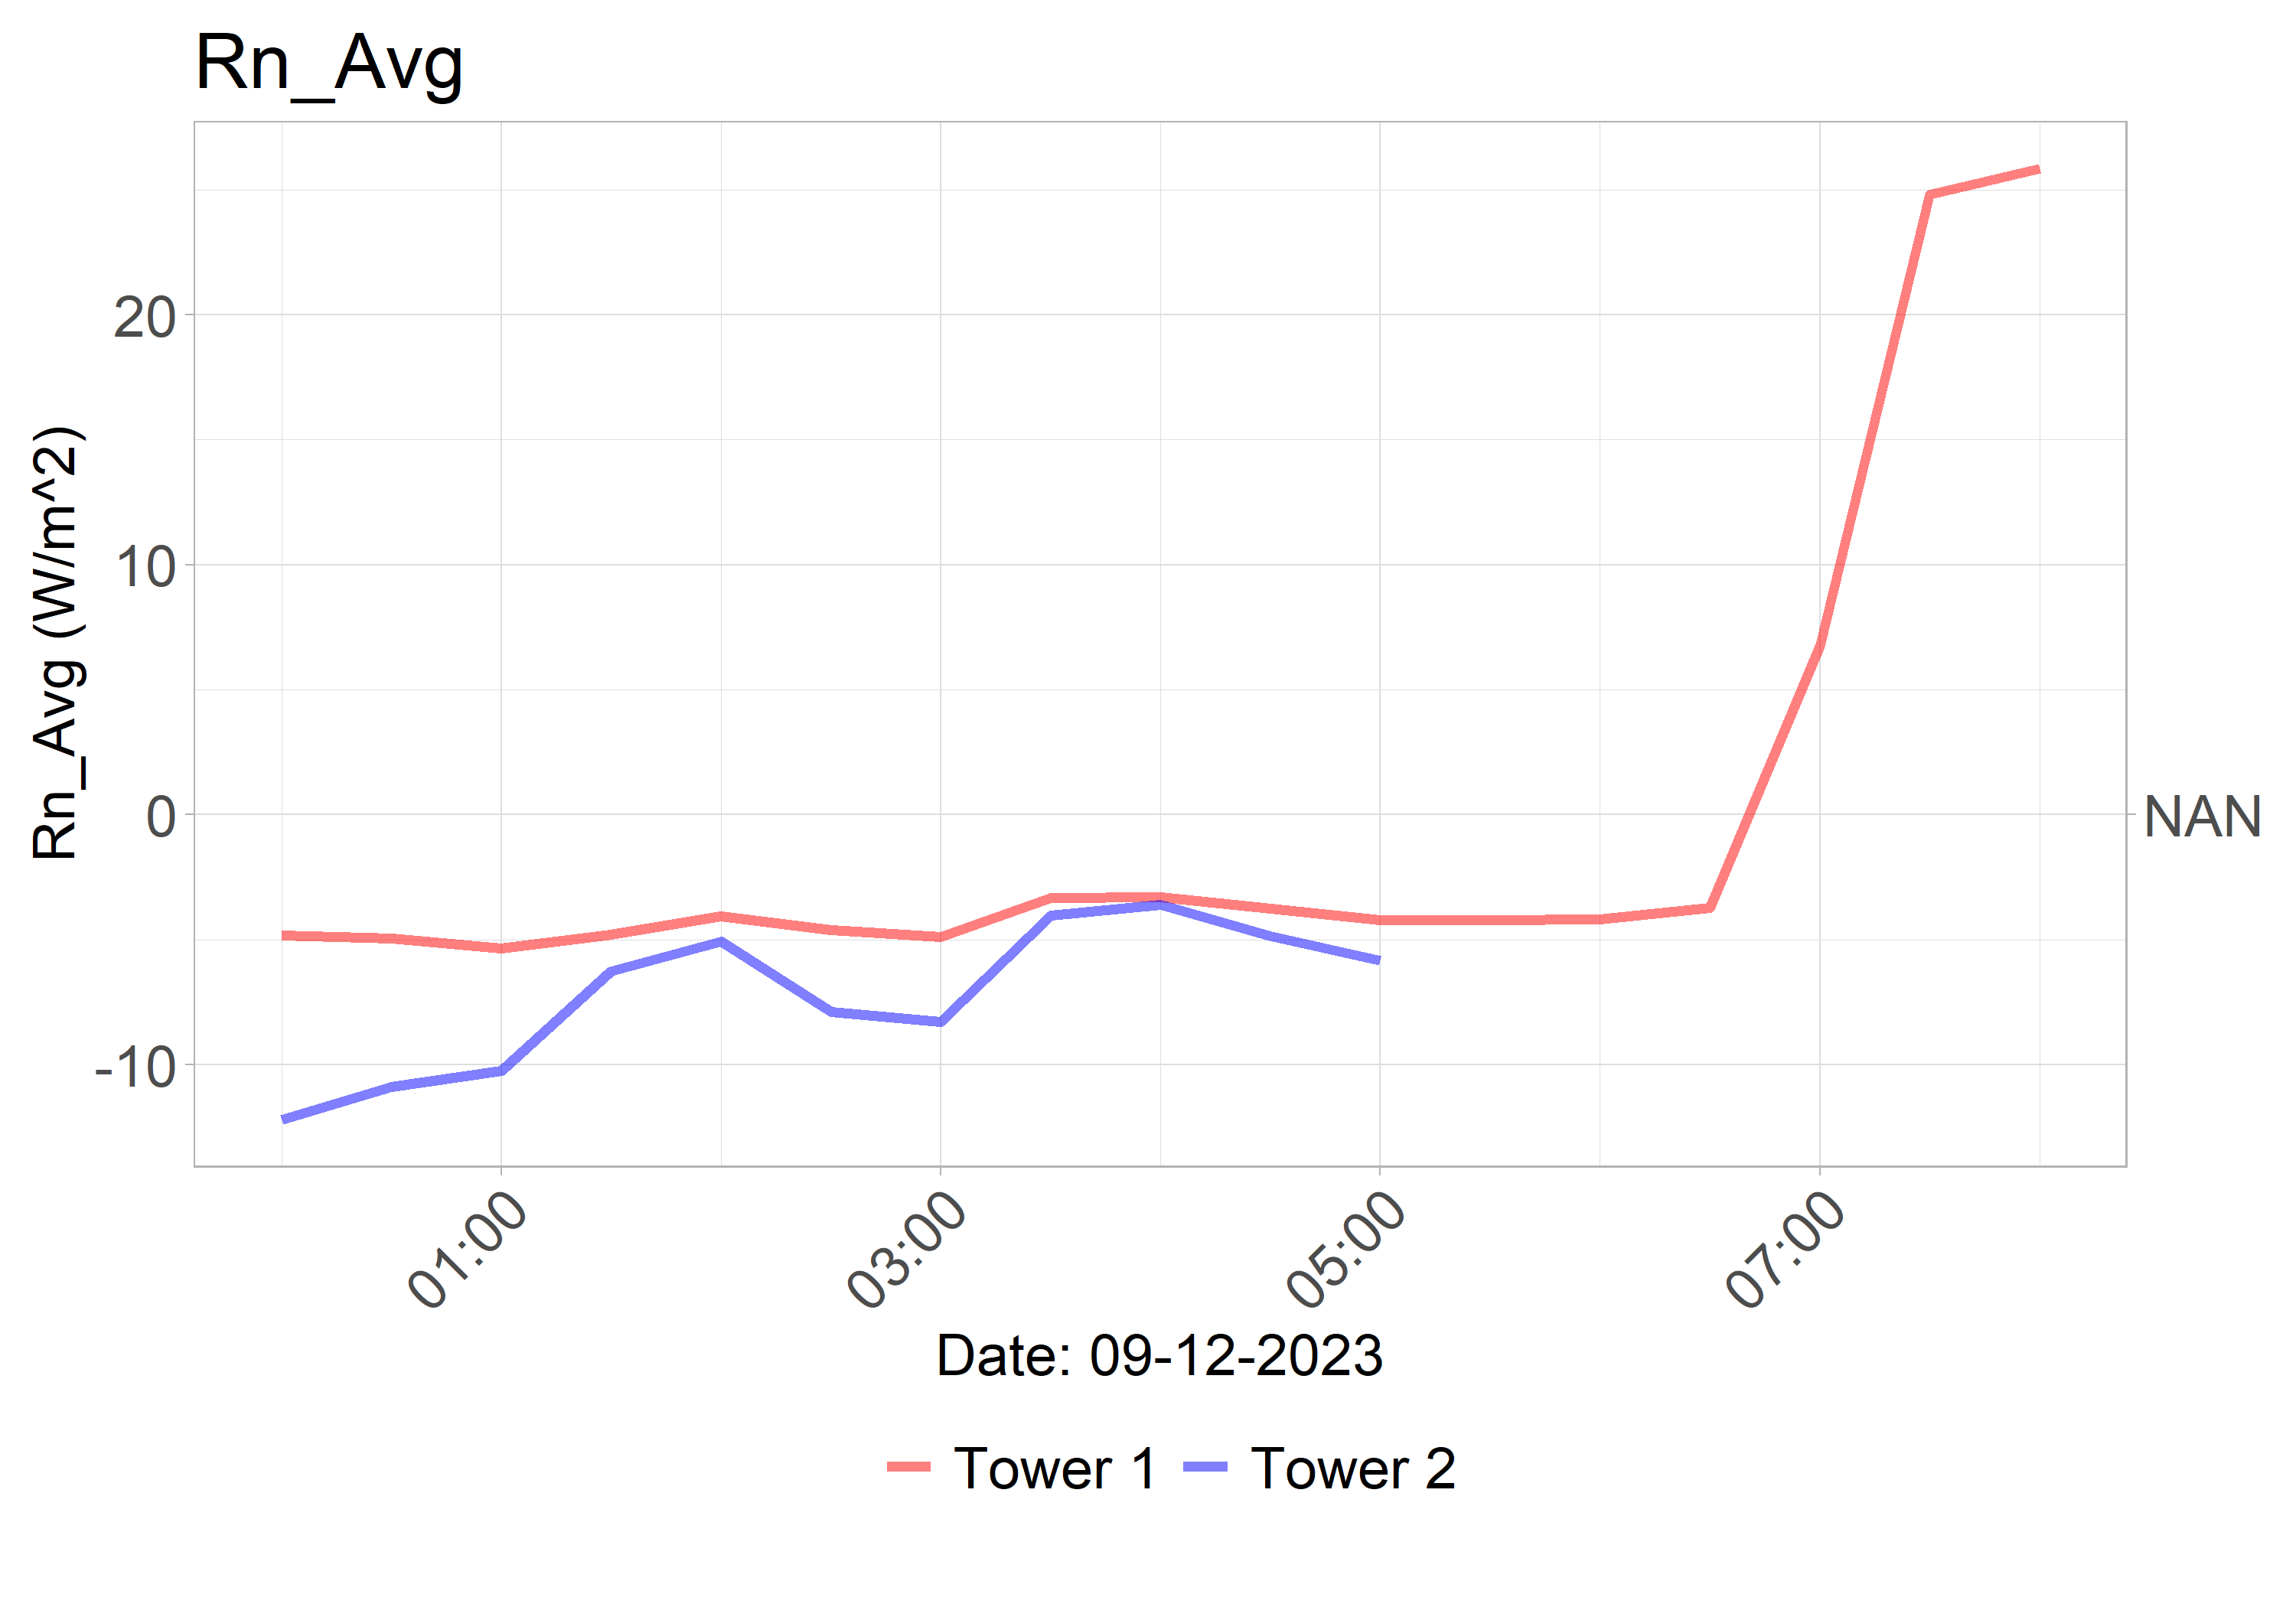 Rn_Avg
Rn_Avg (W/m^2)
20
10
0
-10
NAN
01:00
03:00
05:00
07:00
Date: 09-12-2023
Tower 1
Tower 2